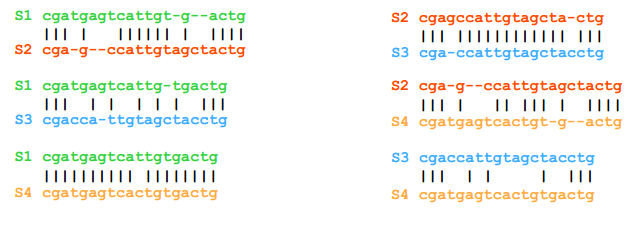 S1 cgatgagtcattgt-g--actg
S2 cga-g--ccattgtagctactg
S1 cgatgagtcattg-tgactg
S3 cgacca-ttgtagctacctg
S1 cgatgagtcattgtgactg
S4 cgatgagtcactgtgactg
S2 cgagccattgtagcta-ctg
S3 cga-ccattgtagctacctg
S2 cga-g--ccattgtagctactg
S4 cgatgagtcactgt-g--actg
S3 cgaccattgtagctacctg
S4 cgatgagtcactgtgactg